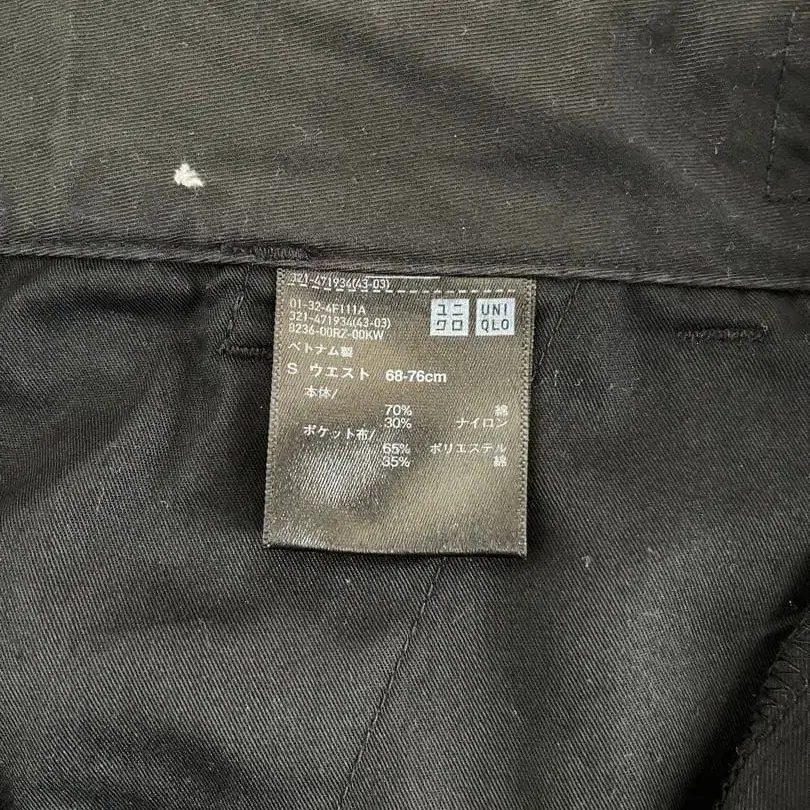 321-471934(43-03)
01-32-4F111A
321-471934(43-03)
8236-00RZ-00KW
ユニクロ
UNIQLO
ベトナム製
S ウエスト 68-76cm
本体/
70% 綿
30% ナイロン
ポケット布/
65% ポリエステル
35% 綿